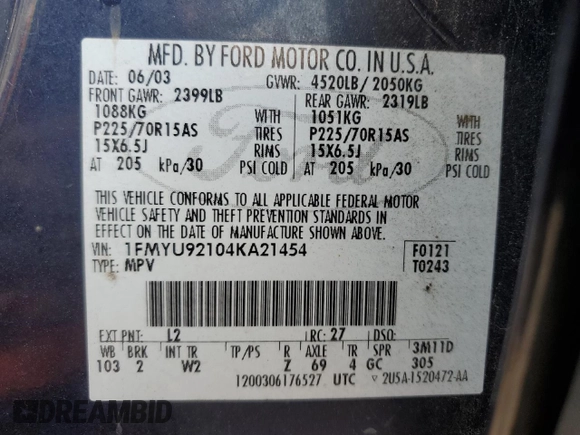 MFD. BY FORD MOTOR CO. IN U.S.A.
DATE: 06/03 GVWR: 4520LB/ 2050KG
FRONT GAWR: 2399LB REAR GAWR: 2319LB
1088KG WITH 1051KG WITH
P225/70R15AS TIRES P225/70R15AS TIRES
15X6.5J RIMS 15X6.5J RIMS
AT 205 kPa/30 PSI COLD AT 205 kPa/30 PSI COLD
Ford
THIS VEHICLE CONFORMS TO ALL APPLICABLE FEDERAL MOTOR
VEHICLE SAFETY AND THEFT PREVENTION STANDARDS IN
EFFECT ON THE DATE OF MANUFACTURE SHOWN ABOVE.
VIN: 1FMYU92104KA21454 F0121
TYPE: MPV T0243
EXT PNT: L2 RC: 27 DSO:
WB BRK INT TR TP/PS R AXLE TR SPR 3M11D
103 2 W2 Z 69 4 GC 305
1200306176527 UTC 2U5A-1520472-AA
DREAMBID